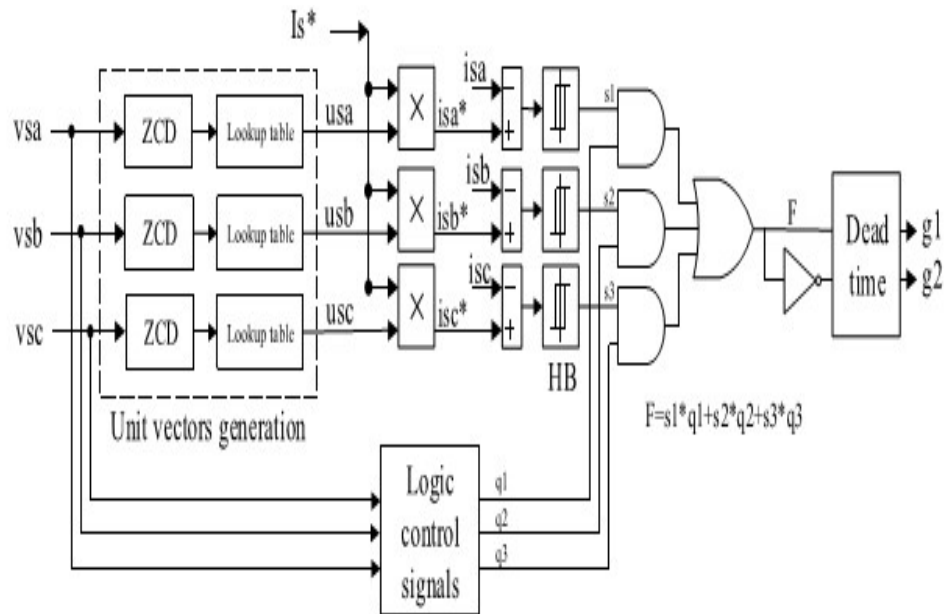 Is*
isa
s1
vsa
ZCD
Lookup table
usa
×
isa*
−
+
isb
s2
vsb
ZCD
Lookup table
usb
×
isb*
−
+
F
Dead
time
g1
g2
isc
s3
vsc
ZCD
Lookup table
usc
×
isc*
−
+
HB
Unit vectors generation
F=s1*q1+s2*q2+s3*q3
Logic
control
signals
q1
q2
q3